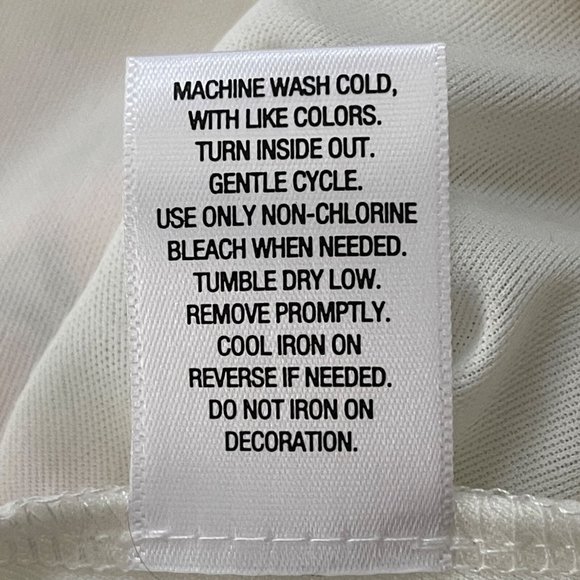 MACHINE WASH COLD,
WITH LIKE COLORS.
TURN INSIDE OUT.
GENTLE CYCLE.
USE ONLY NON-CHLORINE
BLEACH WHEN NEEDED.
TUMBLE DRY LOW.
REMOVE PROMPTLY.
COOL IRON ON
REVERSE IF NEEDED.
DO NOT IRON ON
DECORATION.